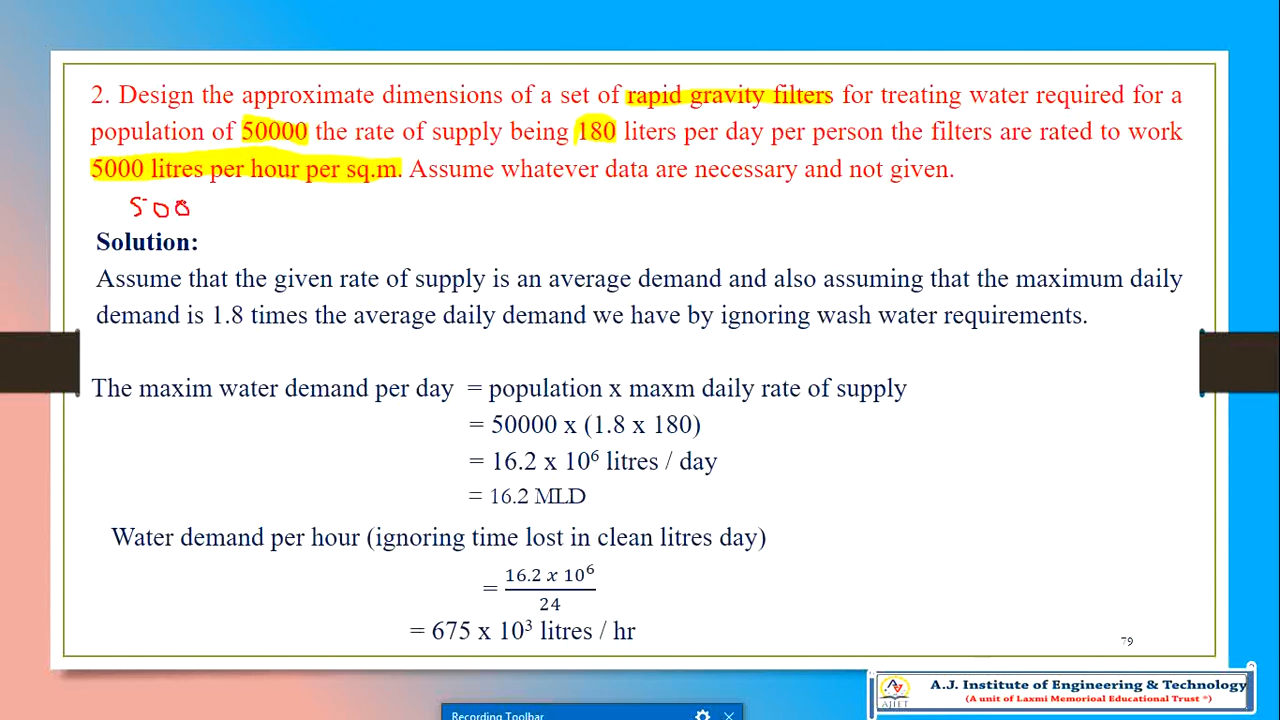 2. Design the approximate dimensions of a set of rapid gravity filters for treating water required for a
population of 50000 the rate of supply being 180 liters per day per person the filters are rated to work
5000 litres per hour per sq.m. Assume whatever data are necessary and not given.
500
Solution:
Assume that the given rate of supply is an average demand and also assuming that the maximum daily
demand is 1.8 times the average daily demand we have by ignoring wash water requirements.
The maxim water demand per day = population x maxm daily rate of supply
= 50000 x (1.8 x 180)
= 16.2 x 10⁶ litres / day
= 16.2 MLD
Water demand per hour (ignoring time lost in clean litres day)
= 16.2 x 10⁶ / 24
= 675 x 10³ litres / hr
79
A.J. Institute of Engineering & Technology
(A unit of Laxmi Memorioal Educational Trust ®)
AJIET
Recording Toolbar